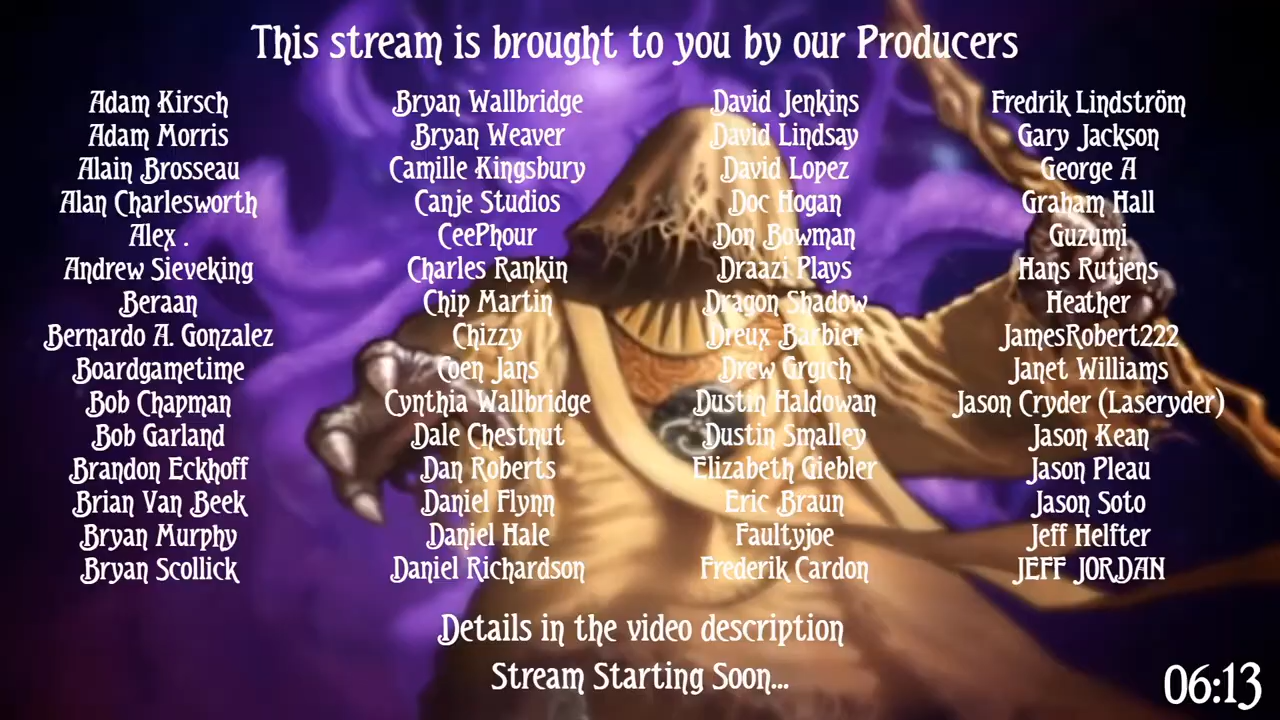 This stream is brought to you by our Producers
Adam Kirsch
Adam Morris
Alain Brosseau
Alan Charlesworth
Alex .
Andrew Sieveking
Beraan
Bernardo A. Gonzalez
Boardgametime
Bob Chapman
Bob Garland
Brandon Eckhoff
Brian Van Beek
Bryan Murphy
Bryan Scollick
Bryan Wallbridge
Bryan Weaver
Camille Kingsbury
Canje Studios
CeePhour
Charles Rankin
Chip Martin
Chizzy
Coen Jans
Cynthia Wallbridge
Dale Chestnut
Dan Roberts
Daniel Flynn
Daniel Hale
Daniel Richardson
David Jenkins
David Lindsay
David Lopez
Doc Hogan
Don Bowman
Draazi Plays
Dragon Shadow
Dreux Barbier
Drew Grgich
Dustin Haldowan
Dustin Smalley
Elizabeth Giebler
Eric Braun
Faultyjoe
Frederik Cardon
Fredrik Lindström
Gary Jackson
George A
Graham Hall
Guzumi
Hans Rutjens
Heather
JamesRobert222
Janet Williams
Jason Cryder (Laseryder)
Jason Kean
Jason Pleau
Jason Soto
Jeff Helfter
JEFF JORDAN
Details in the video description
Stream Starting Soon...
06:13